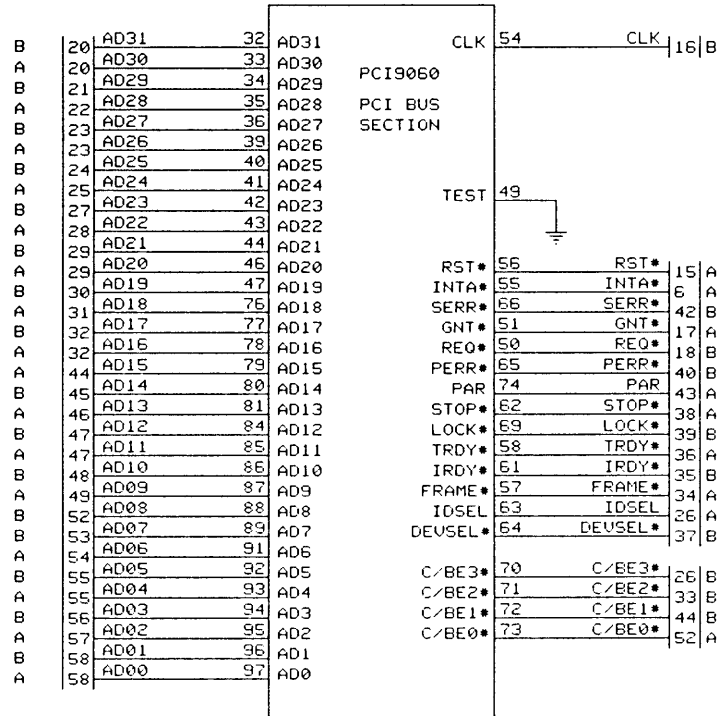 B 20 AD31 32 AD31 CLK 54 CLK 16 B
A 20 AD30 33 AD30
PCI9060
B 21 AD29 34 AD29
A 22 AD28 35 AD28 PCI BUS
B 23 AD27 36 AD27 SECTION
A 23 AD26 39 AD26
B 24 AD25 40 AD25
A 25 AD24 41 AD24
B 27 AD23 42 AD23 TEST 49
A 28 AD22 43 AD22
B 29 AD21 44 AD21
A 29 AD20 46 AD20 RST* 56 RST* 15 A
B 30 AD19 47 AD19 INTA* 55 INTA* 6 A
A 31 AD18 76 AD18 SERR* 66 SERR* 42 B
B 32 AD17 77 AD17 GNT* 51 GNT* 17 A
A 32 AD16 78 AD16 REQ* 50 REQ* 18 B
A 44 AD15 79 AD15 PERR* 65 PERR* 40 B
B 45 AD14 80 AD14 PAR 74 PAR 43 A
A 46 AD13 81 AD13 STOP* 62 STOP* 38 A
B 47 AD12 84 AD12 LOCK* 69 LOCK* 39 B
A 47 AD11 85 AD11 TRDY* 58 TRDY* 36 A
B 48 AD10 86 AD10 IRDY* 61 IRDY* 35 B
A 49 AD09 87 AD9 FRAME* 57 FRAME* 34 A
B 52 AD08 88 AD8 IDSEL 63 IDSEL 26 A
B 53 AD07 89 AD7 DEVSEL* 64 DEVSEL* 37 B
A 54 AD06 91 AD6
B 55 AD05 92 AD5 C/BE3* 70 C/BE3* 26 B
A 55 AD04 93 AD4 C/BE2* 71 C/BE2* 33 B
B 56 AD03 94 AD3 C/BE1* 72 C/BE1* 44 B
A 57 AD02 95 AD2 C/BE0* 73 C/BE0* 52 A
B 58 AD01 96 AD1
A 58 AD00 97 AD0